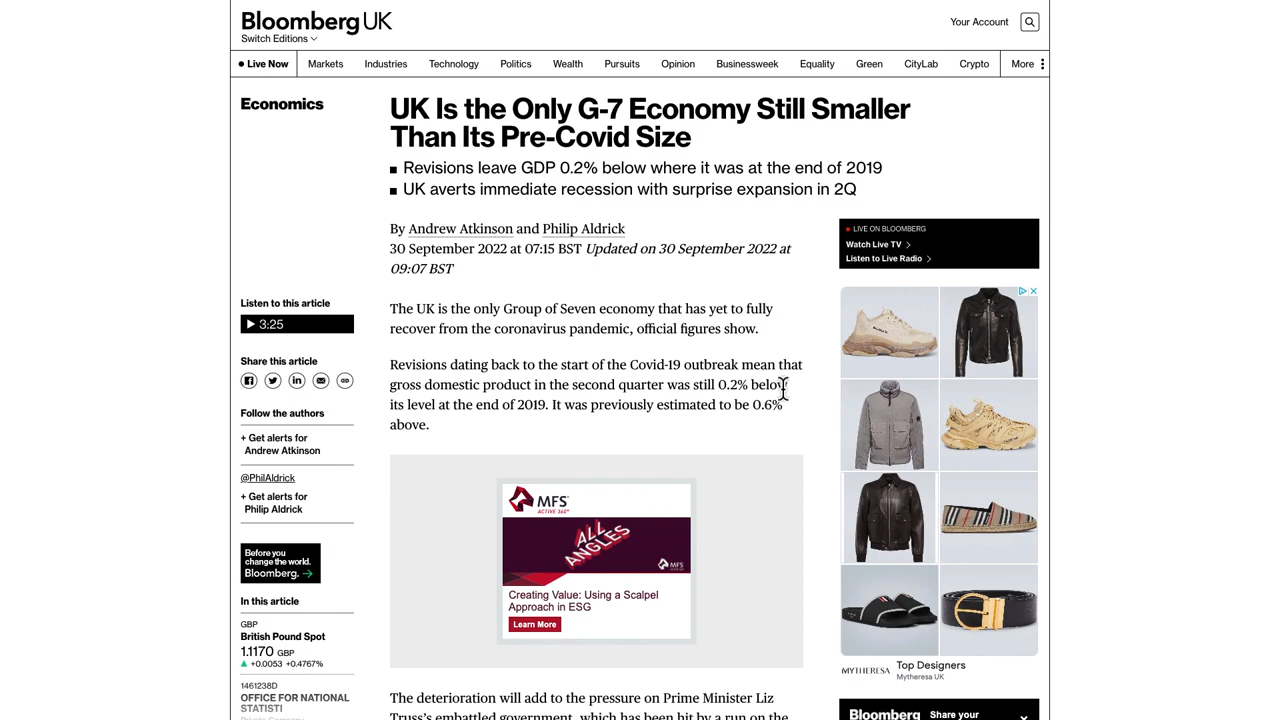 Bloomberg UK
Switch Editions
Your Account
Live Now
Markets
Industries
Technology
Politics
Wealth
Pursuits
Opinion
Businessweek
Equality
Green
CityLab
Crypto
More
Economics
UK Is the Only G-7 Economy Still Smaller
Than Its Pre-Covid Size
Revisions leave GDP 0.2% below where it was at the end of 2019
UK averts immediate recession with surprise expansion in 2Q
By Andrew Atkinson and Philip Aldrick
30 September 2022 at 07:15 BST Updated on 30 September 2022 at
09:07 BST
Listen to this article
3:25
Share this article
Follow the authors
+ Get alerts for
Andrew Atkinson
@PhilAldrick
+ Get alerts for
Philip Aldrick
Before you
change the world.
Bloomberg. →
In this article
GBP
British Pound Spot
1.1170 GBP
+0.0053 +0.4767%
1461238D
OFFICE FOR NATIONAL
STATISTI
Private Company
The UK is the only Group of Seven economy that has yet to fully
recover from the coronavirus pandemic, official figures show.
Revisions dating back to the start of the Covid-19 outbreak mean that
gross domestic product in the second quarter was still 0.2% below
its level at the end of 2019. It was previously estimated to be 0.6%
above.
MFS
ACTIVE 360°
ALL
ANGLES
MFS
Creating Value: Using a Scalpel
Approach in ESG
Learn More
The deterioration will add to the pressure on Prime Minister Liz
Truss's embattled government, which has been hit by a run on the
LIVE ON BLOOMBERG
Watch Live TV
Listen to Live Radio
MYTHERESA
Top Designers
Mytheresa UK
Bloomberg
Share your